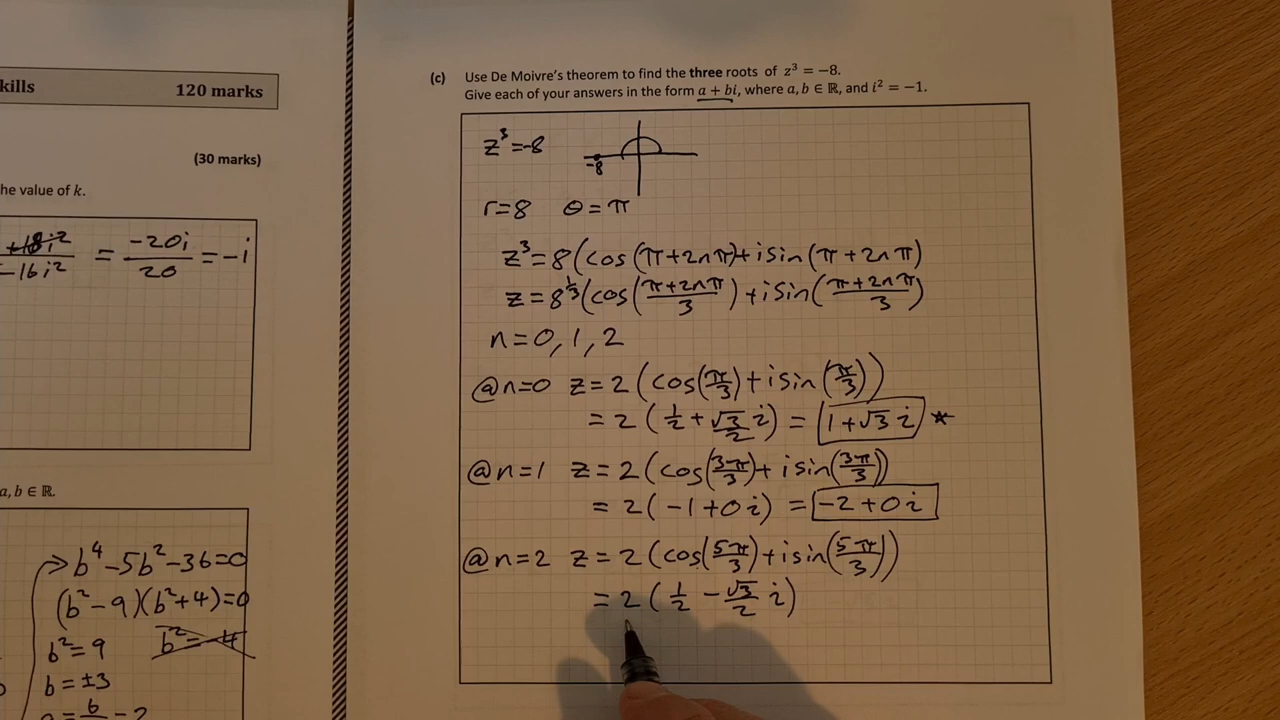 kills 120 marks
(30 marks)
he value of k.
+18i² / -16i² = -20i / 20 = -i
a, b ∈ ℝ.
→ b⁴ - 5b² - 36 = 0
(b² - 9)(b² + 4) = 0
b² = 9 b² = -4
b = ±3
(c) Use De Moivre's theorem to find the three roots of z³ = −8.
Give each of your answers in the form a + bi, where a, b ∈ ℝ, and i² = −1.
z³ = -8
-8
r = 8 θ = π
z³ = 8(cos(π+2nπ)+isin(π+2nπ)
z = 8^(1/3)(cos((π+2nπ)/3)+isin((π+2nπ)/3)
n = 0, 1, 2
@n=0 z = 2(cos(π/3)+isin(π/3))
= 2(1/2 + √3/2 i) = 1+√3 i *
@n=1 z = 2(cos(3π/3)+isin(3π/3))
= 2(-1+0i) = -2+0i
@n=2 z = 2(cos(5π/3)+isin(5π/3))
= 2(1/2 - √3/2 i)